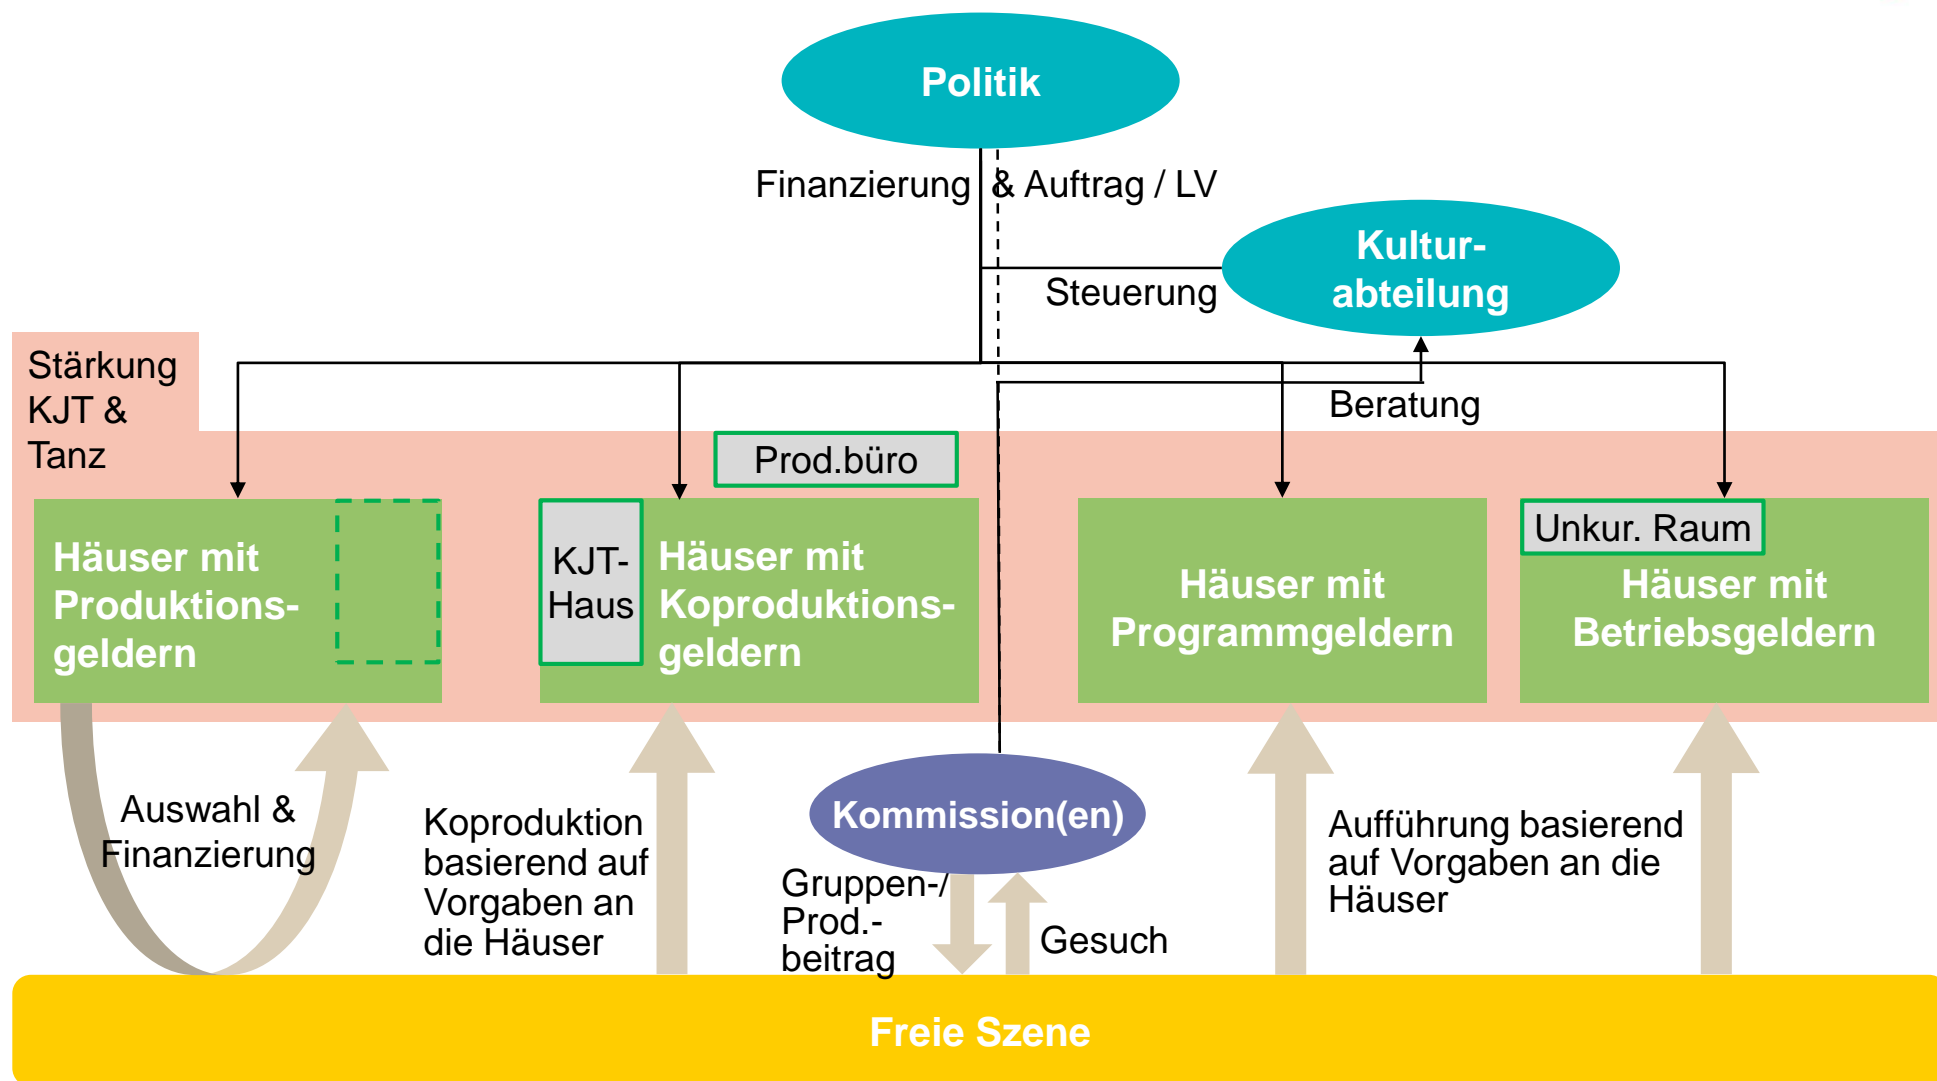 Politik
Finanzierung & Auftrag / LV
Kultur-
abteilung
Steuerung
Stärkung
KJT &
Tanz
Beratung
Prod.büro
Häuser mit
Produktions-
geldern
KJT-
Haus
Häuser mit
Koproduktions-
geldern
Häuser mit
Programmgeldern
Unkur. Raum
Häuser mit
Betriebsgeldern
Auswahl &
Finanzierung
Koproduktion
basierend auf
Vorgaben an
die Häuser
Kommission(en)
Gruppen-/
Prod.-
beitrag
Gesuch
Aufführung basierend
auf Vorgaben an die
Häuser
Freie Szene